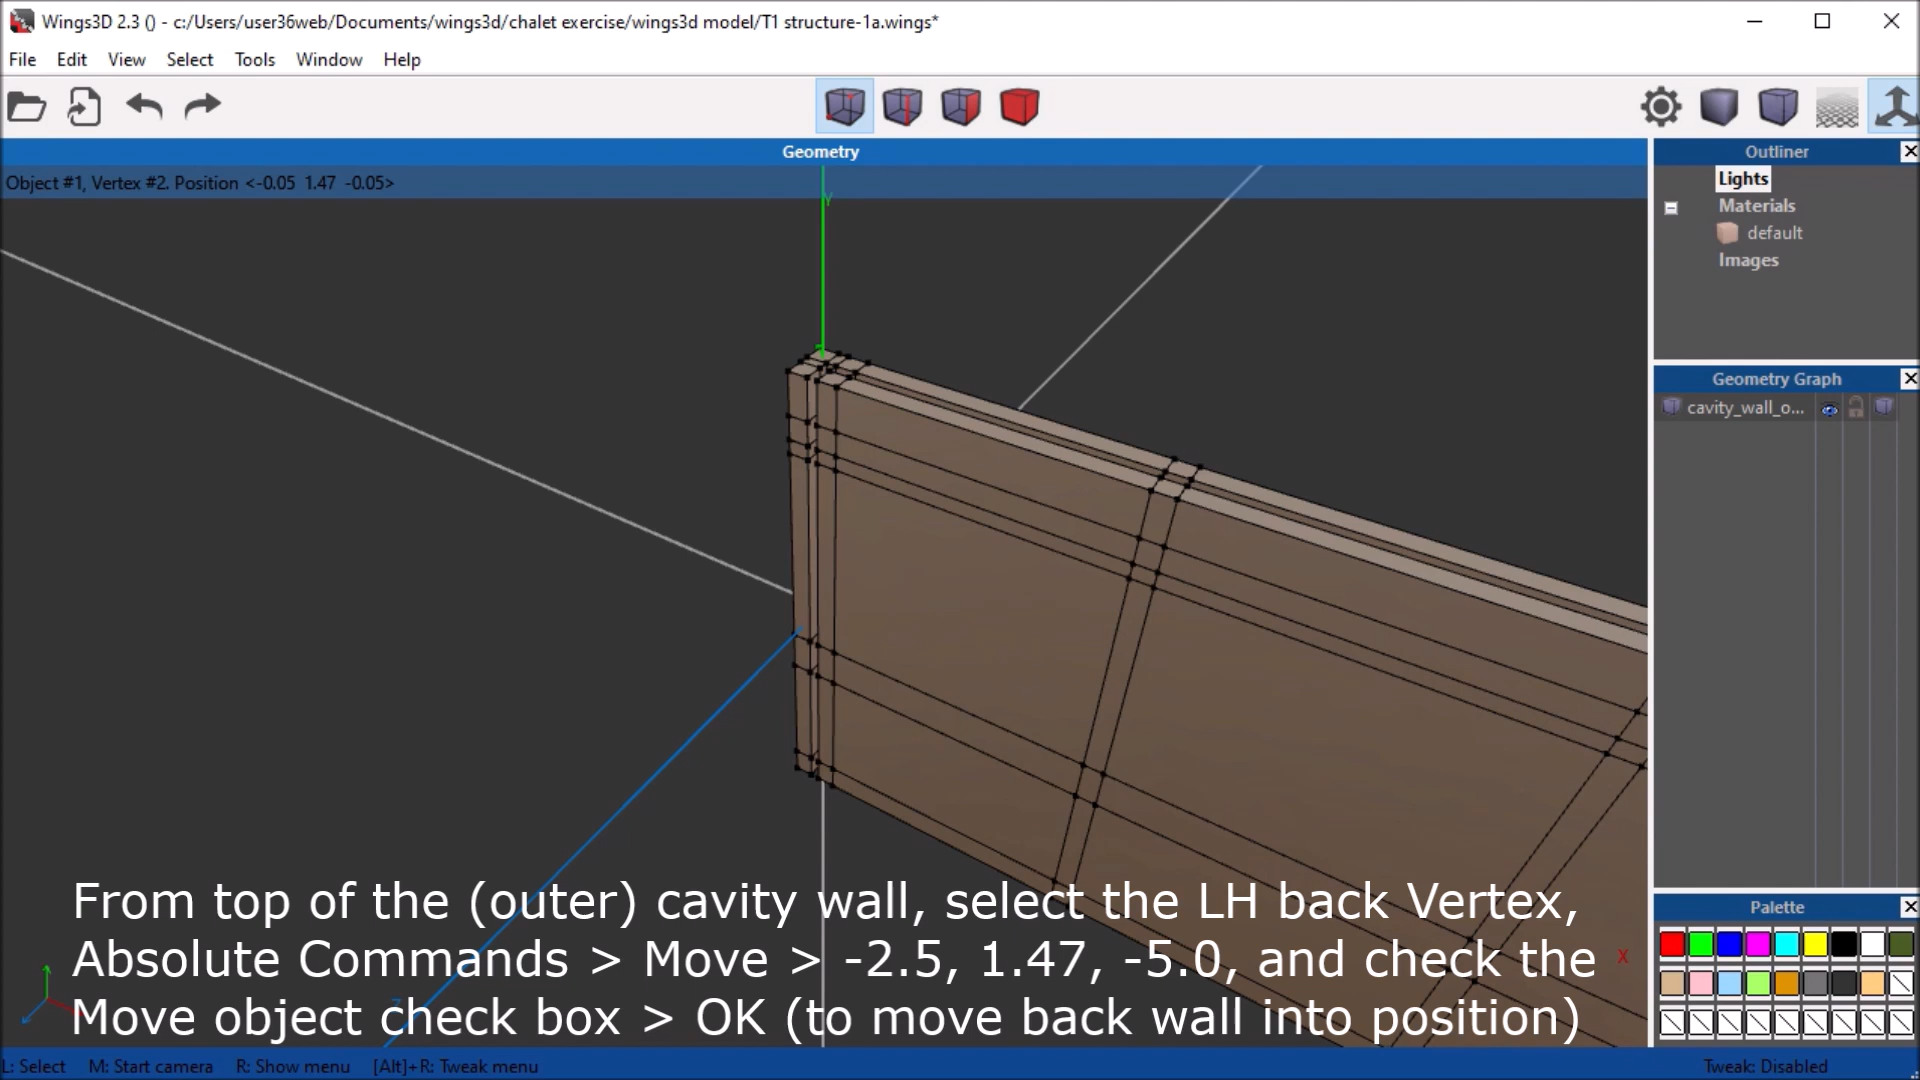 Wings3D 2.3 () - c:/Users/user36web/Documents/wings3d/chalet exercise/wings3d model/T1 structure-1a.wings*
File Edit View Select Tools Window Help
Geometry
Object #1, Vertex #2. Position <-0.05 1.47 -0.05>
Y
Outliner
Lights
Materials
default
Images
Geometry Graph
cavity_wall_o...
From top of the (outer) cavity wall, select the LH back Vertex,
Absolute Commands > Move > -2.5, 1.47, -5.0, and check the
Move object check box > OK (to move back wall into position)
X
Z
Palette
L: Select M: Start camera R: Show menu [Alt]+R: Tweak menu
Tweak: Disabled